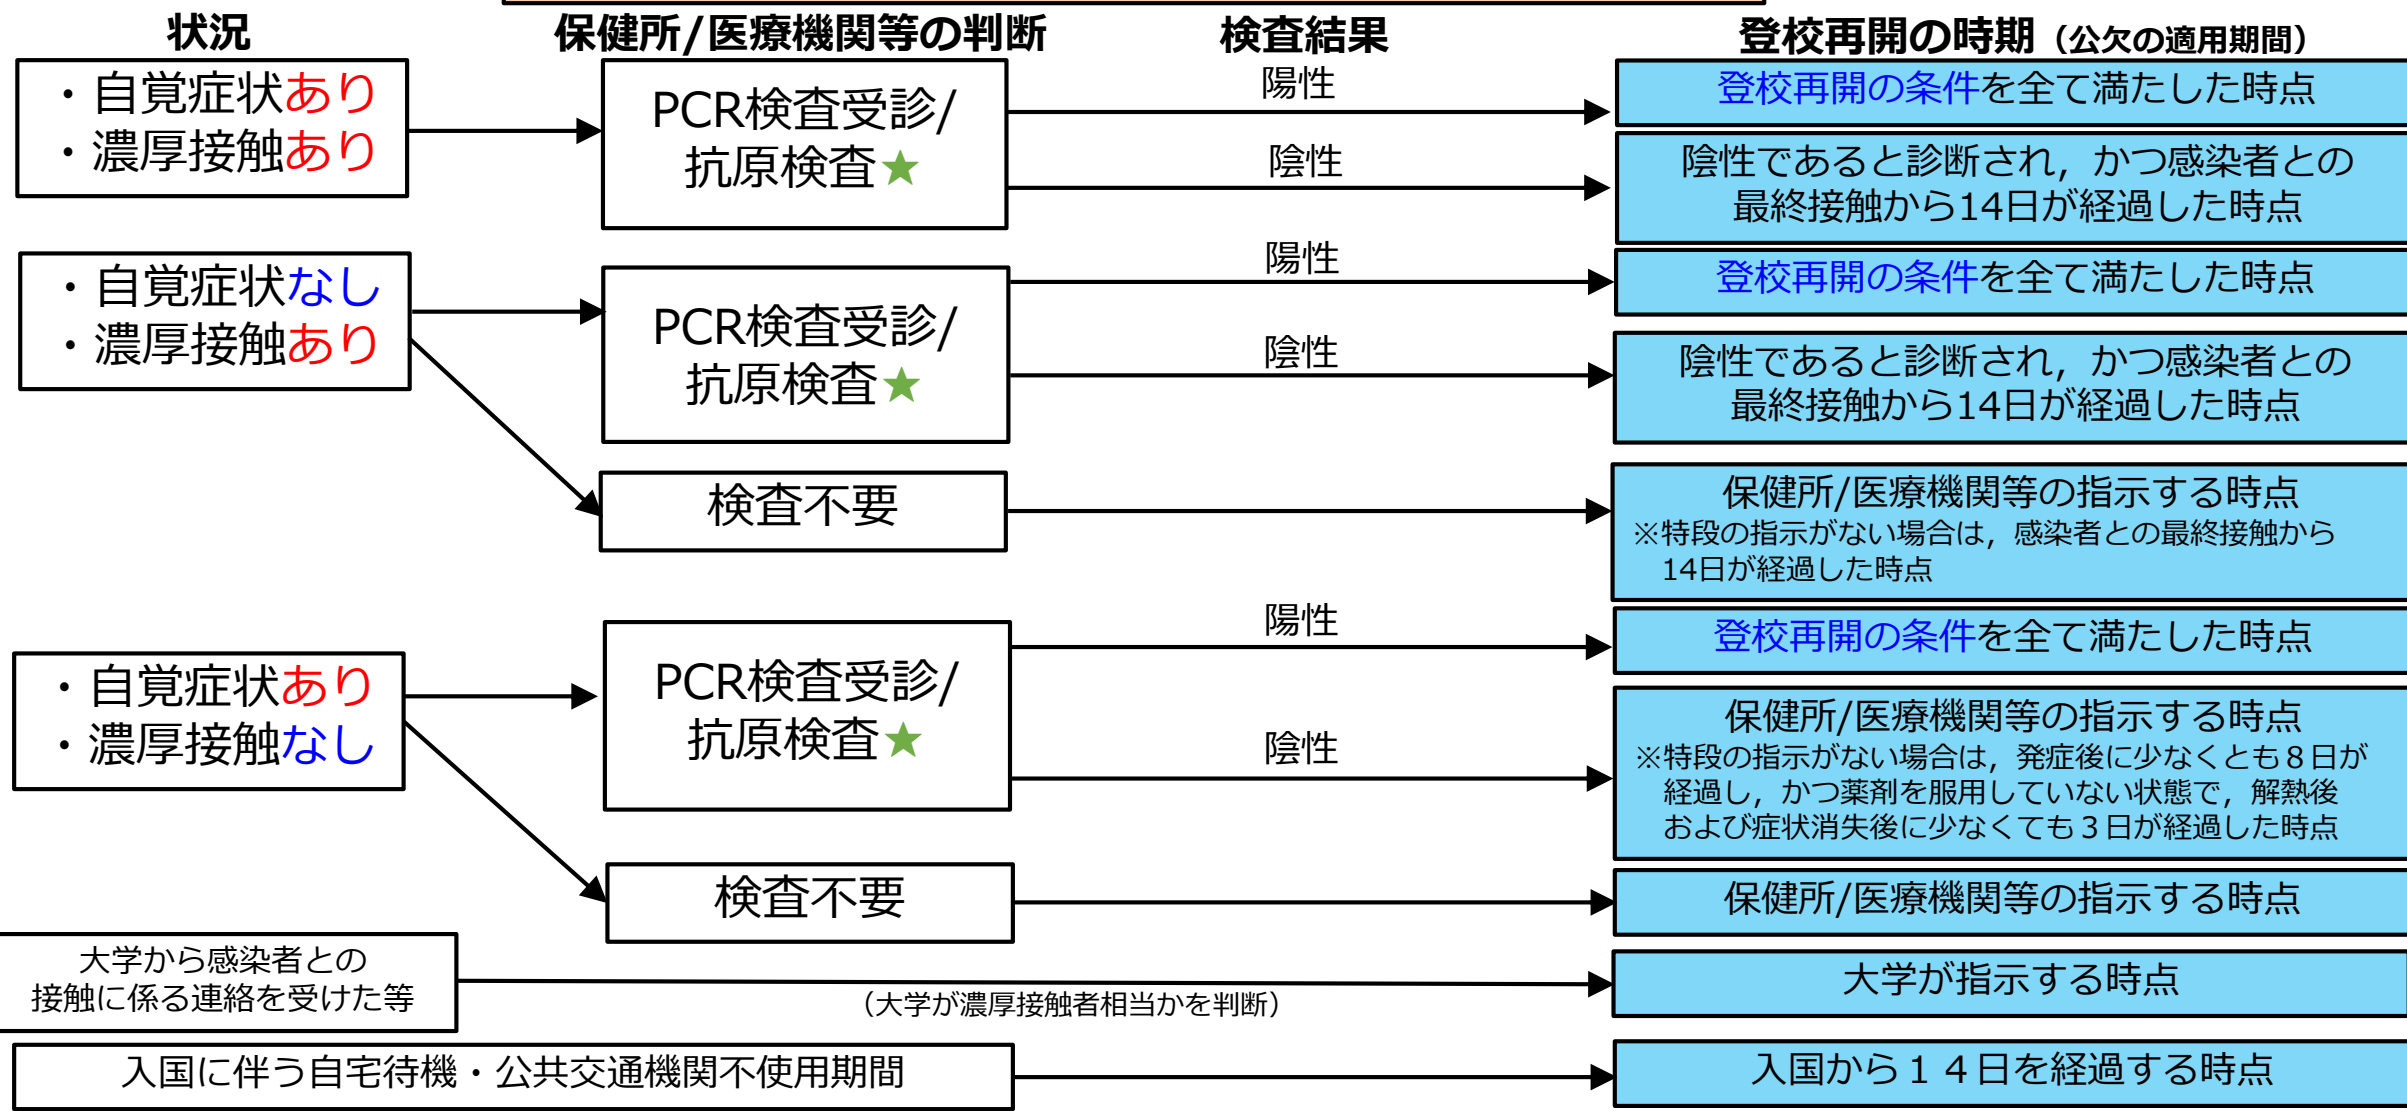 状況
保健所/医療機関等の判断
検査結果
登校再開の時期（公欠の適用期間）
・自覚症状あり
・濃厚接触あり
PCR検査受診/
抗原検査★
陽性
登校再開の条件を全て満たした時点
陰性
陰性であると診断され，かつ感染者との
最終接触から14日が経過した時点
・自覚症状なし
・濃厚接触あり
PCR検査受診/
抗原検査★
陽性
登校再開の条件を全て満たした時点
陰性
陰性であると診断され，かつ感染者との
最終接触から14日が経過した時点
検査不要
保健所/医療機関等の指示する時点
※特段の指示がない場合は，感染者との最終接触から
14日が経過した時点
・自覚症状あり
・濃厚接触なし
PCR検査受診/
抗原検査★
陽性
登校再開の条件を全て満たした時点
陰性
保健所/医療機関等の指示する時点
※特段の指示がない場合は，発症後に少なくとも８日が
経過し，かつ薬剤を服用していない状態で，解熱後
および症状消失後に少なくても３日が経過した時点
検査不要
保健所/医療機関等の指示する時点
大学から感染者との
接触に係る連絡を受けた等
（大学が濃厚接触者相当かを判断）
大学が指示する時点
入国に伴う自宅待機・公共交通機関不使用期間
入国から１４日を経過する時点